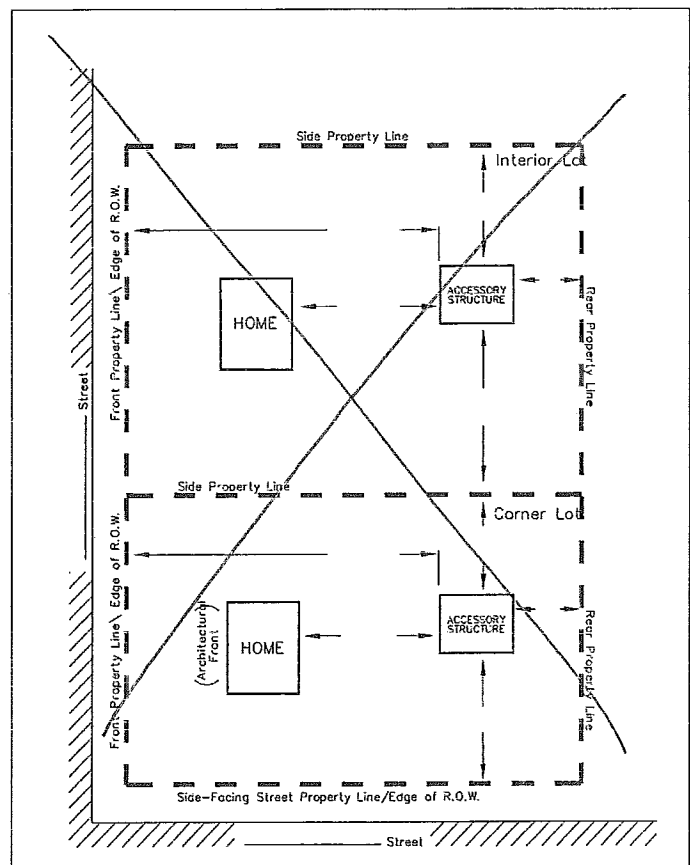 Side Property Line
Interior Lot
Front Property Line\ Edge of R.O.W.
HOME
ACCESSORY
STRUCTURE
Rear Property Line
Street
Side Property Line
Corner Lot
Front Property Line\ Edge of R.O.W.
(Architectural
Front)
HOME
ACCESSORY
STRUCTURE
Rear Property Line
Side-Facing Street Property Line/Edge of R.O.W.
Street